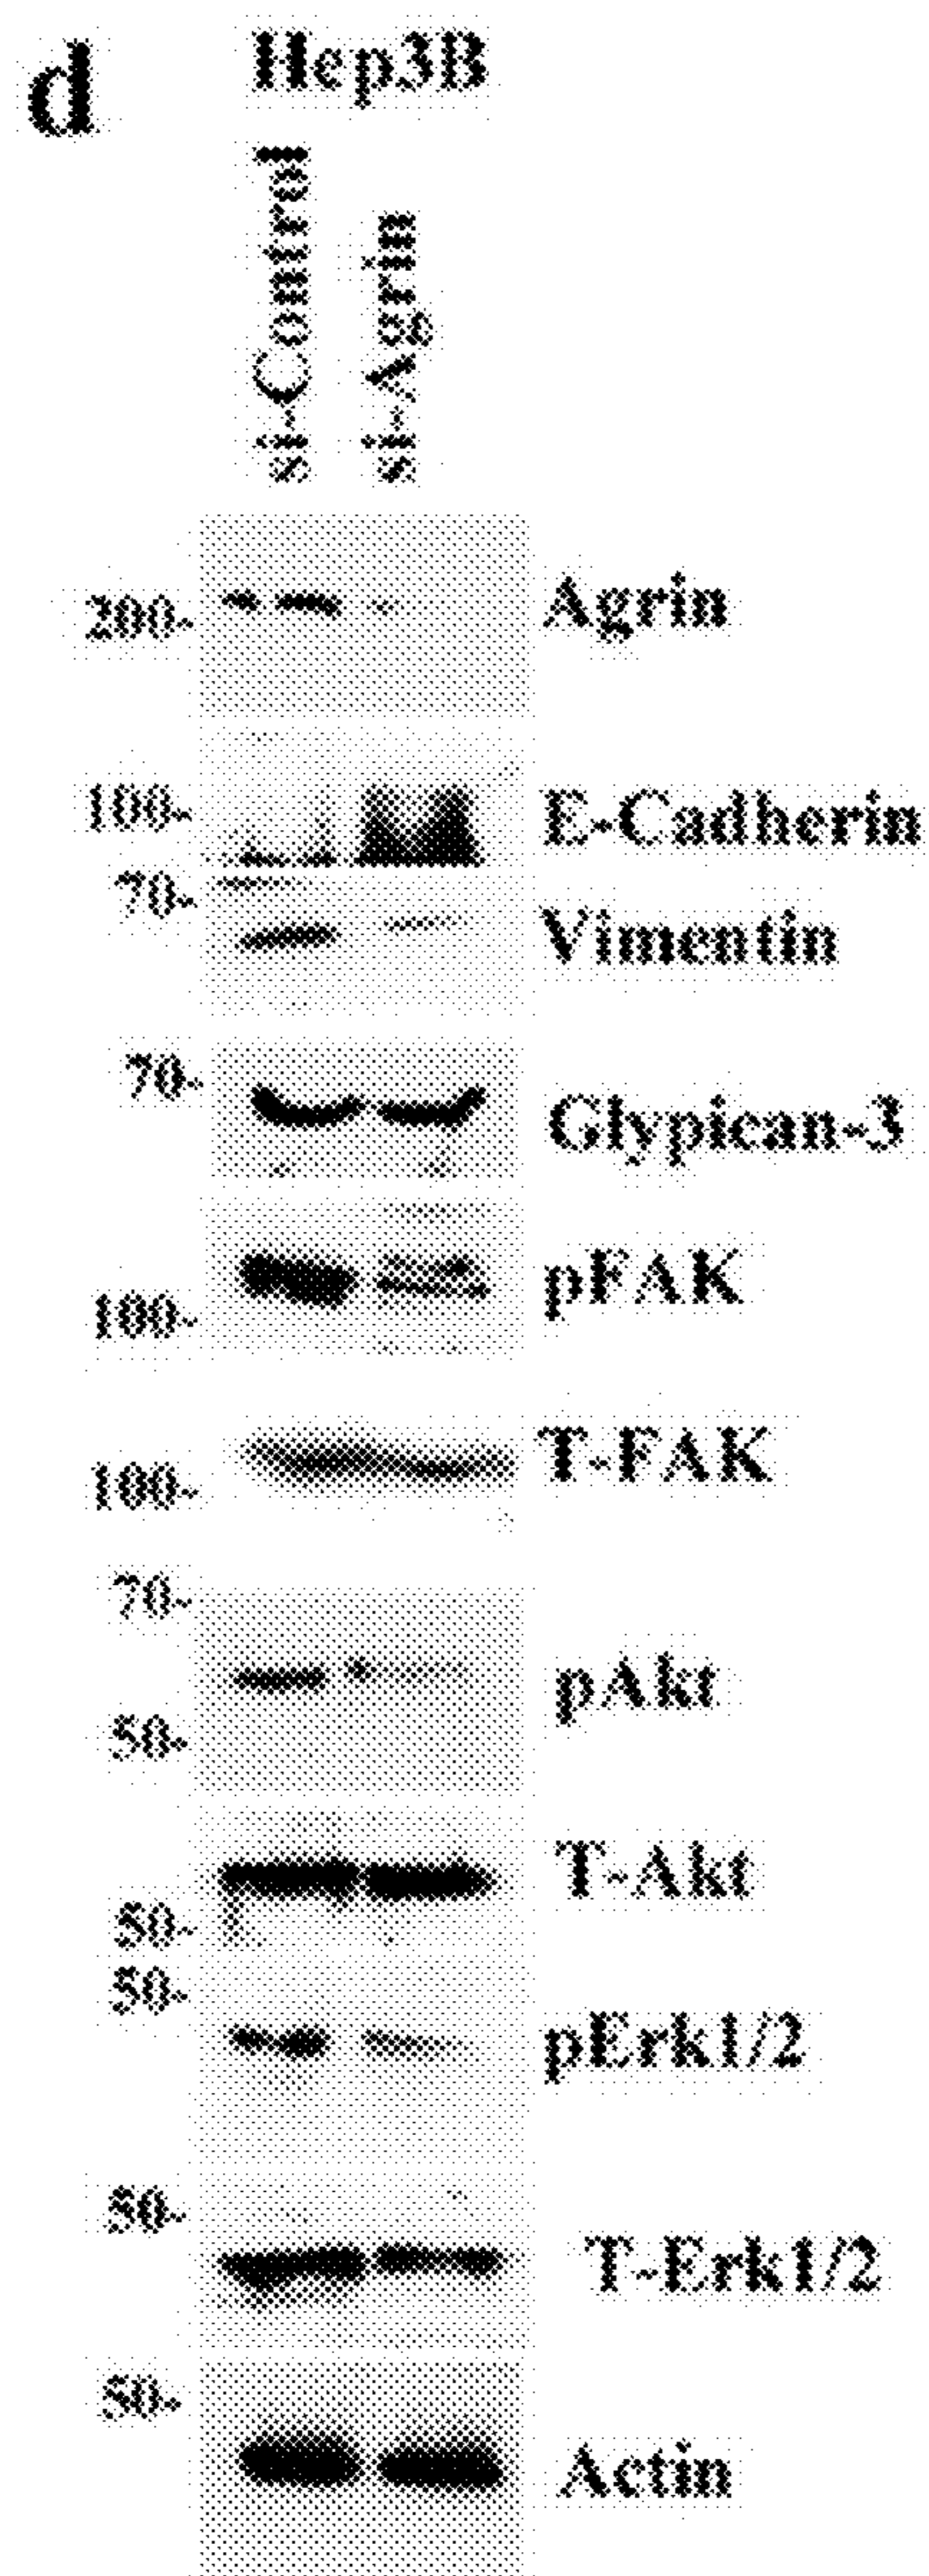 d
Hep3B
si-Control
si-Agrin
200-
Agrin
100-
E-Cadherin
70-
Vimentin
70-
Glypican-3
pFAK
100-
T-FAK
100-
70-
pAkt
50-
T-Akt
50-
50-
pErk1/2
50-
T-Erk1/2
50-
Actin